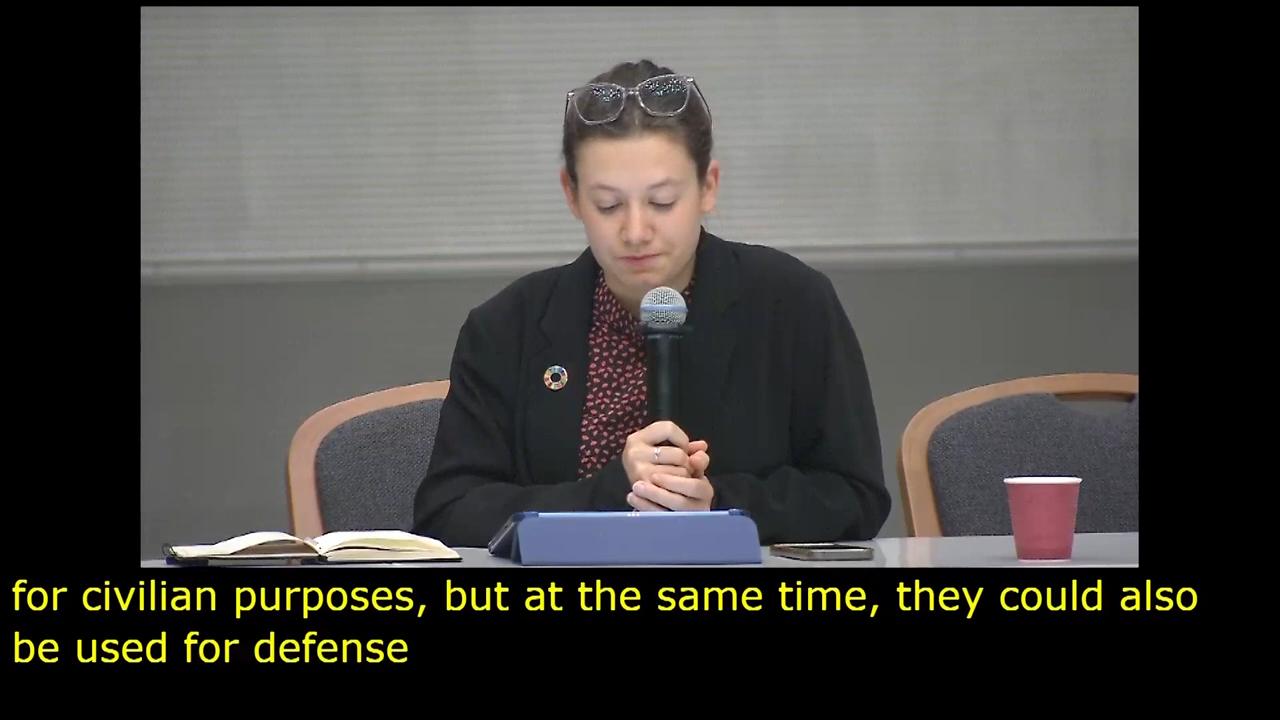 for civilian purposes, but at the same time, they could also
be used for defense